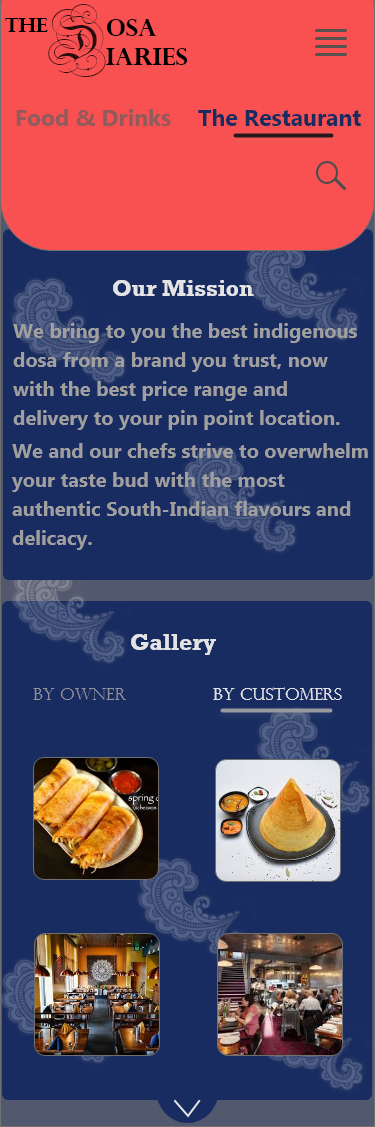 THE DOSA
DIARIES
Food & Drinks The Restaurant
Our Mission
We bring to you the best indigenous
dosa from a brand you trust, now
with the best price range and
delivery to your pin point location.
We and our chefs strive to overwhelm
your taste bud with the most
authentic South-Indian flavours and
delicacy.
Gallery
BY OWNER BY CUSTOMERS
spring